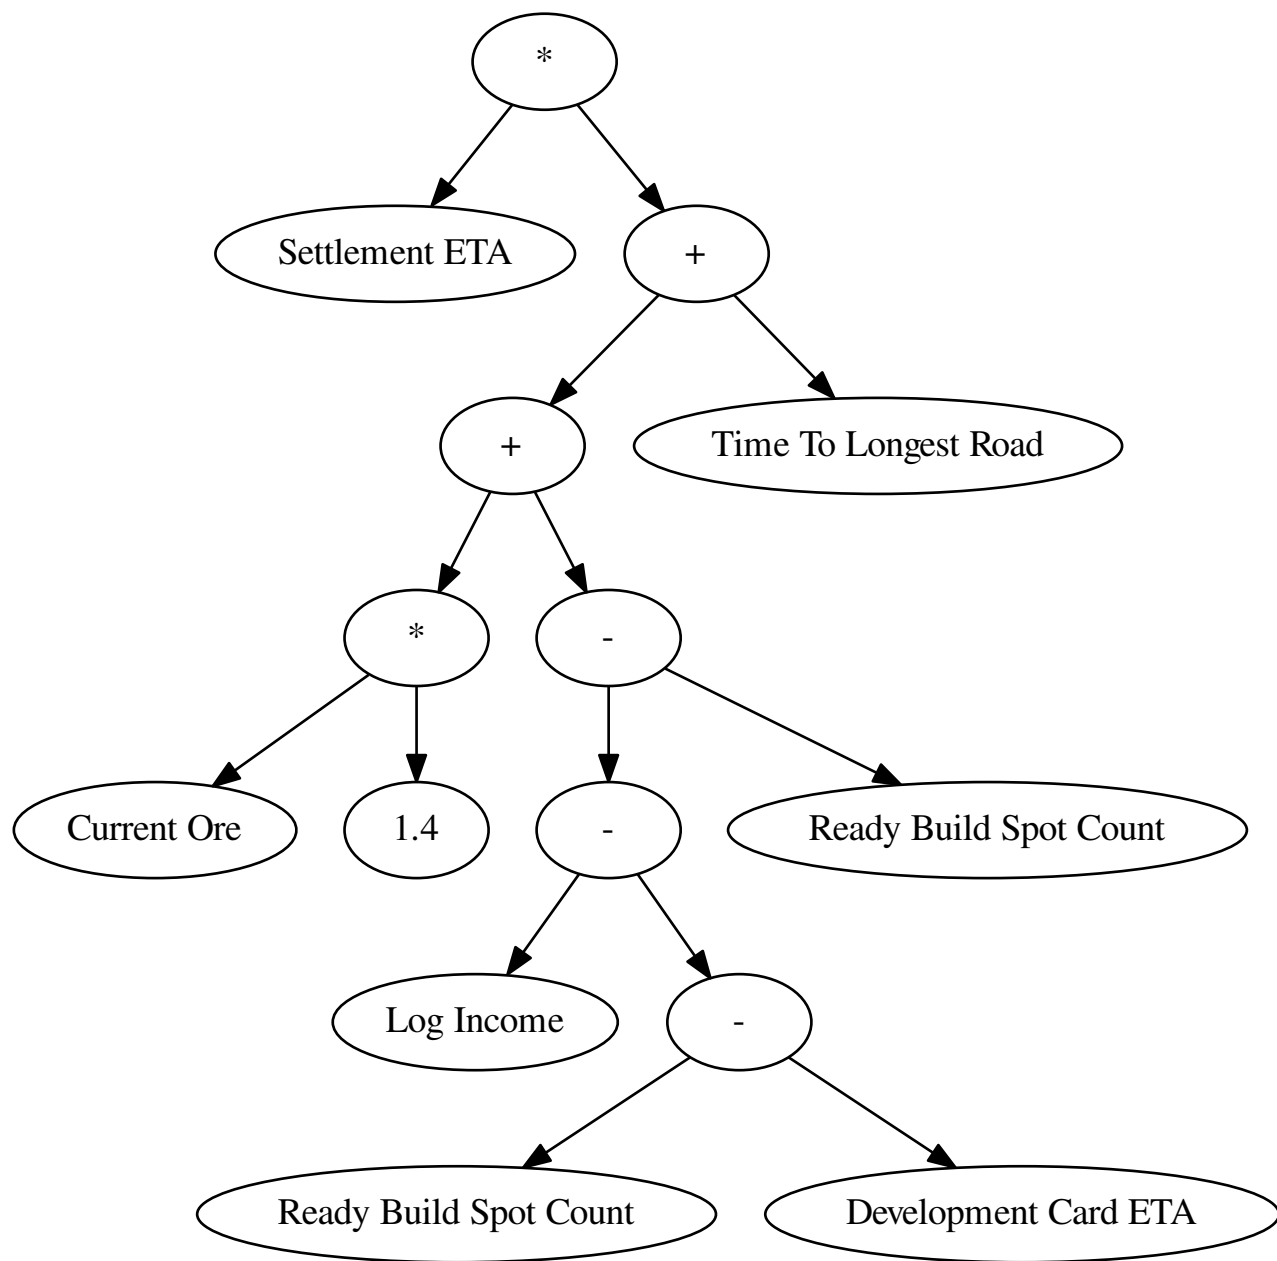 *
Settlement ETA
+
+
Time To Longest Road
*
-
Current Ore
1.4
-
Ready Build Spot Count
Log Income
-
Ready Build Spot Count
Development Card ETA